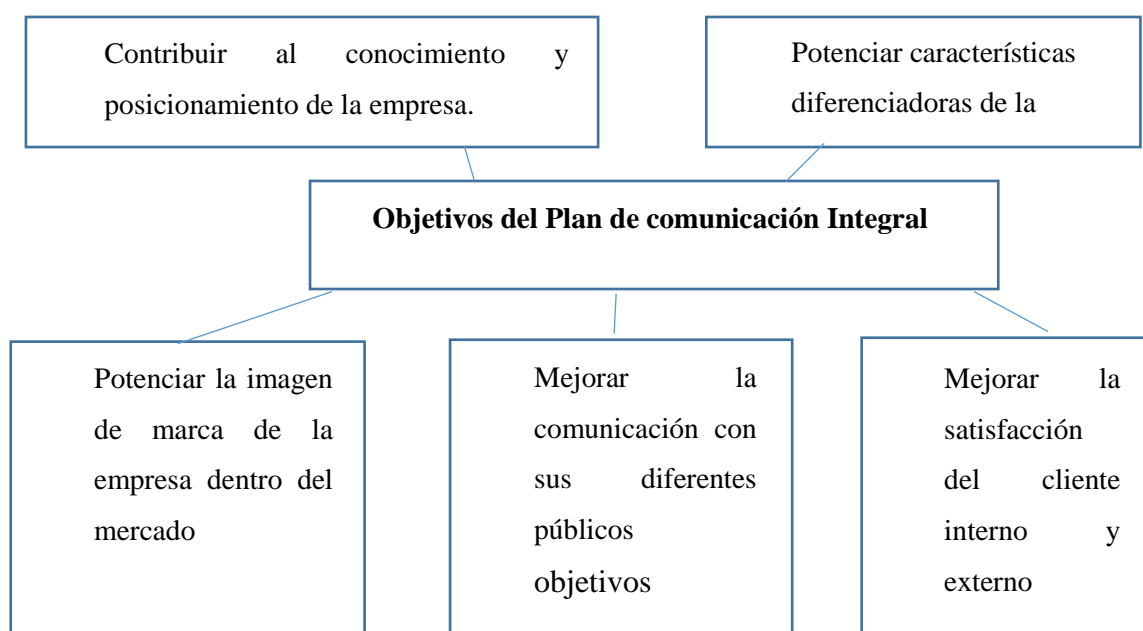 Contribuir al conocimiento y
posicionamiento de la empresa.
Potenciar características
diferenciadoras de la
Objetivos del Plan de comunicación Integral
Potenciar la imagen
de marca de la
empresa dentro del
mercado
Mejorar la
comunicación con
sus diferentes
públicos
objetivos
Mejorar la
satisfacción
del cliente
interno y
externo